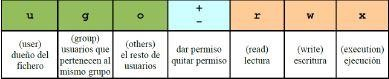 u g o + - r w x
(user) dueño del fichero
(group) usuarios que pertenecen al mismo grupo
(others) el resto de usuarios
dar permiso quitar permiso
(read) lectura
(write) escritura
(execution) ejecución